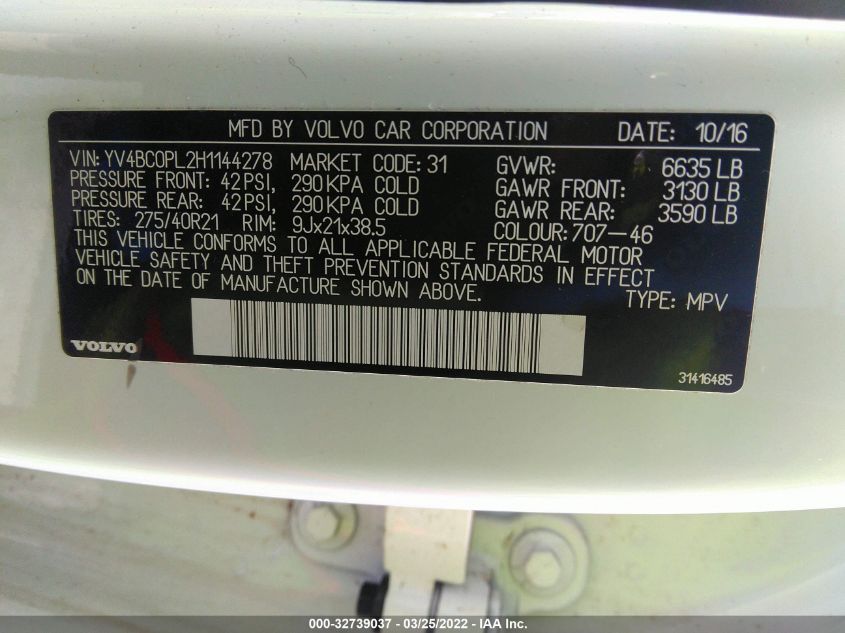 MFD BY VOLVO CAR CORPORATION DATE: 10/16
VIN: YV4BC0PL2H1144278 MARKET CODE: 31 GVWR: 6635 LB
PRESSURE FRONT: 42 PSI, 290 KPA COLD GAWR FRONT: 3130 LB
PRESSURE REAR: 42 PSI, 290 KPA COLD GAWR REAR: 3590 LB
TIRES: 275/40R21 RIM: 9Jx21x38.5 COLOUR: 707-46
THIS VEHICLE CONFORMS TO ALL APPLICABLE FEDERAL MOTOR
VEHICLE SAFETY AND THEFT PREVENTION STANDARDS IN EFFECT
ON THE DATE OF MANUFACTURE SHOWN ABOVE. TYPE: MPV
VOLVO
31416485
000-32739037 - 03/25/2022 - IAA Inc.